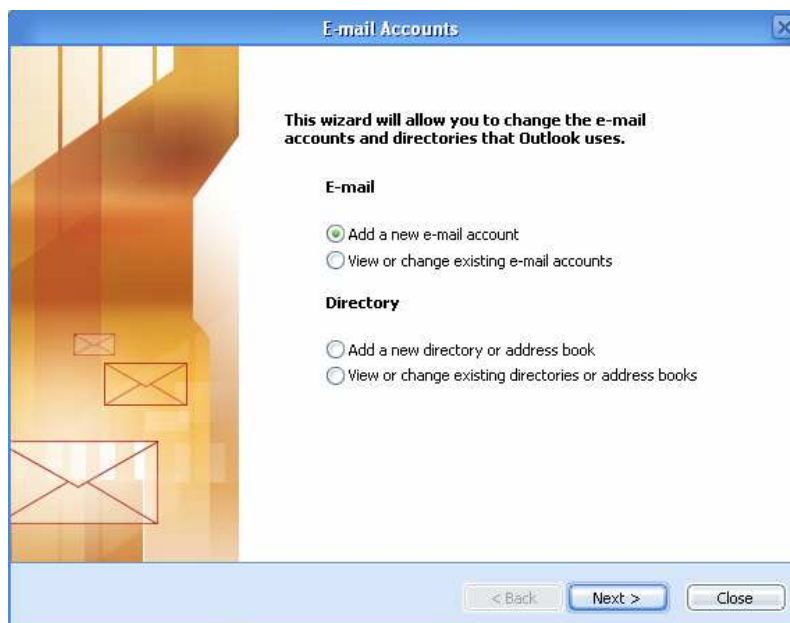 E-mail Accounts
This wizard will allow you to change the e-mail
accounts and directories that Outlook uses.
E-mail
Add a new e-mail account
View or change existing e-mail accounts
Directory
Add a new directory or address book
View or change existing directories or address books
< Back
Next >
Close